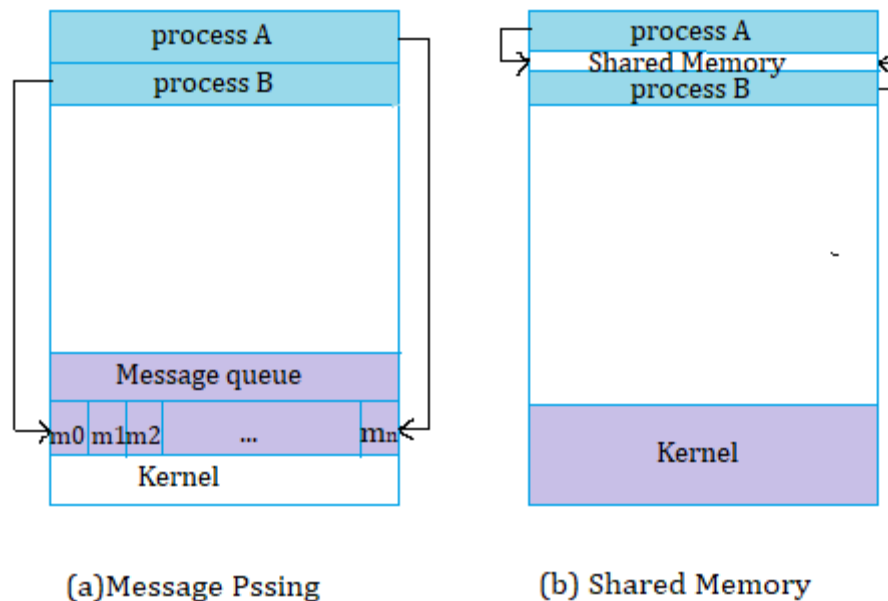 process A
process B
Message queue
m0 m1 m2 ... mn
Kernel
(a)Message Pssing
process A
Shared Memory
process B
Kernel
(b) Shared Memory